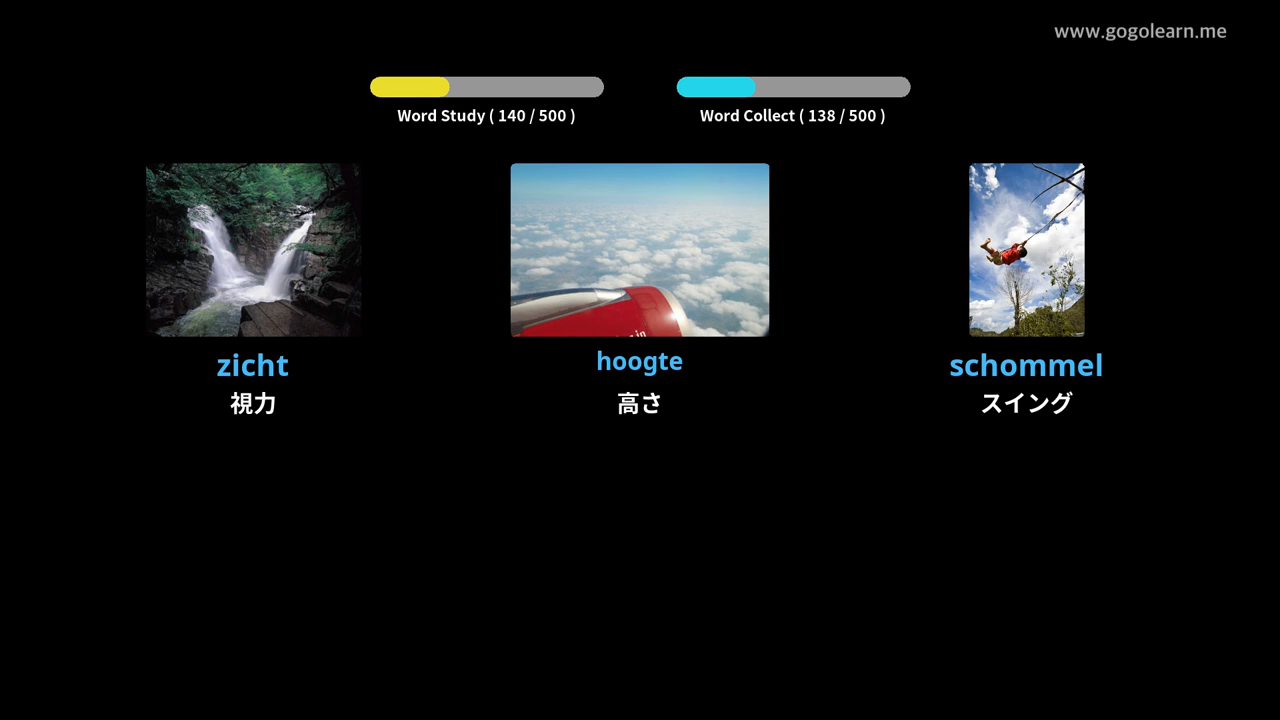 www.gogolearn.me
Word Study ( 140 / 500 )
Word Collect ( 138 / 500 )
zicht
視力
hoogte
高さ
schommel
スイング